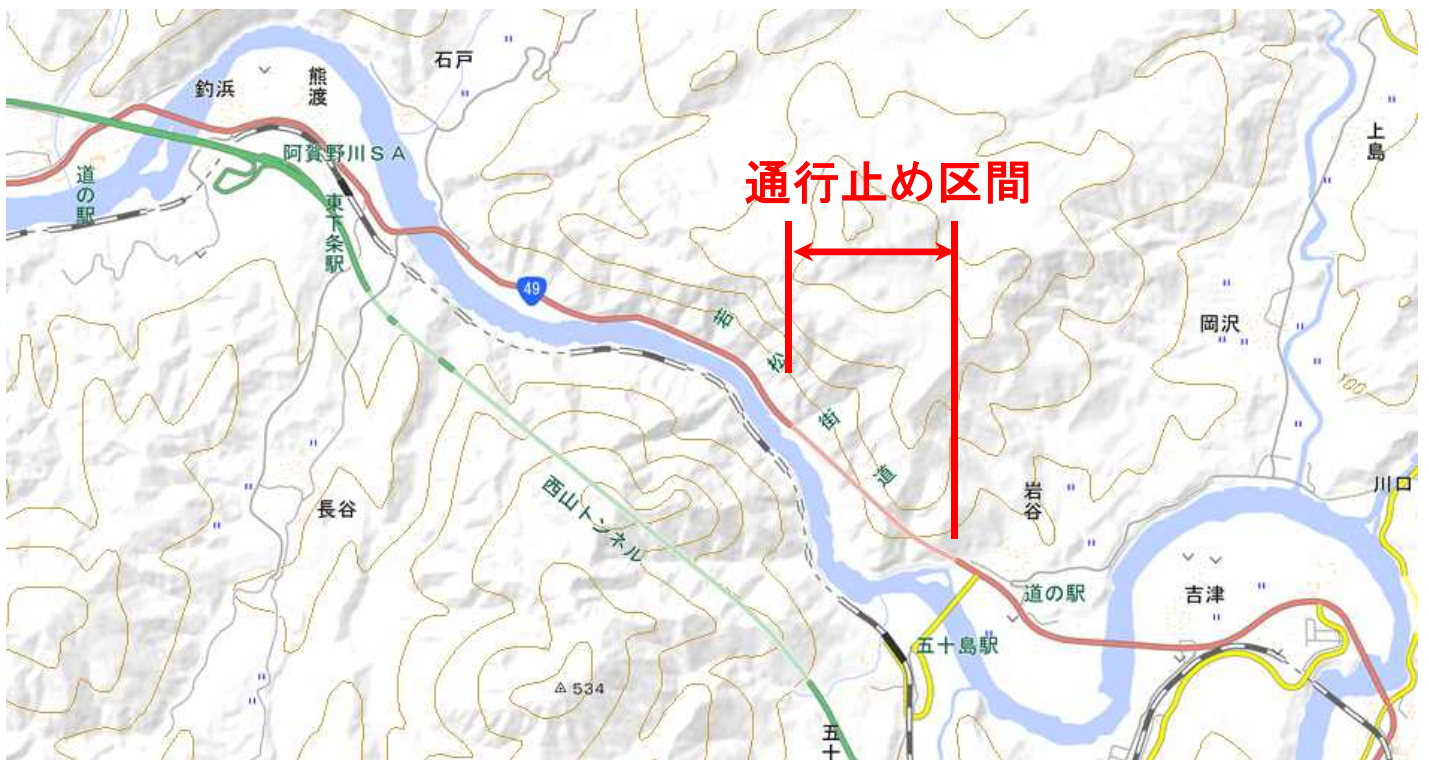 石戸
釣浜
熊渡
阿賀野川SA
道の駅
東下条駅
上島
通行止め区間
49
若松街道
岡沢
100
西山トンネル
長谷
岩谷
川口
道の駅
吉津
五十島駅
534
五十